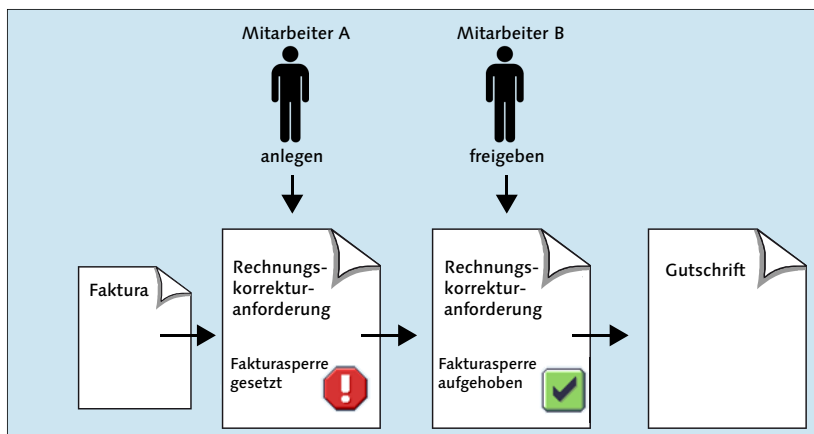 Mitarbeiter A
Mitarbeiter B
anlegen
freigeben
Faktura
Rechnungs-
korrektur-
anforderung
Fakturasperre
gesetzt
Rechnungs-
korrektur-
anforderung
Fakturasperre
aufgehoben
Gutschrift